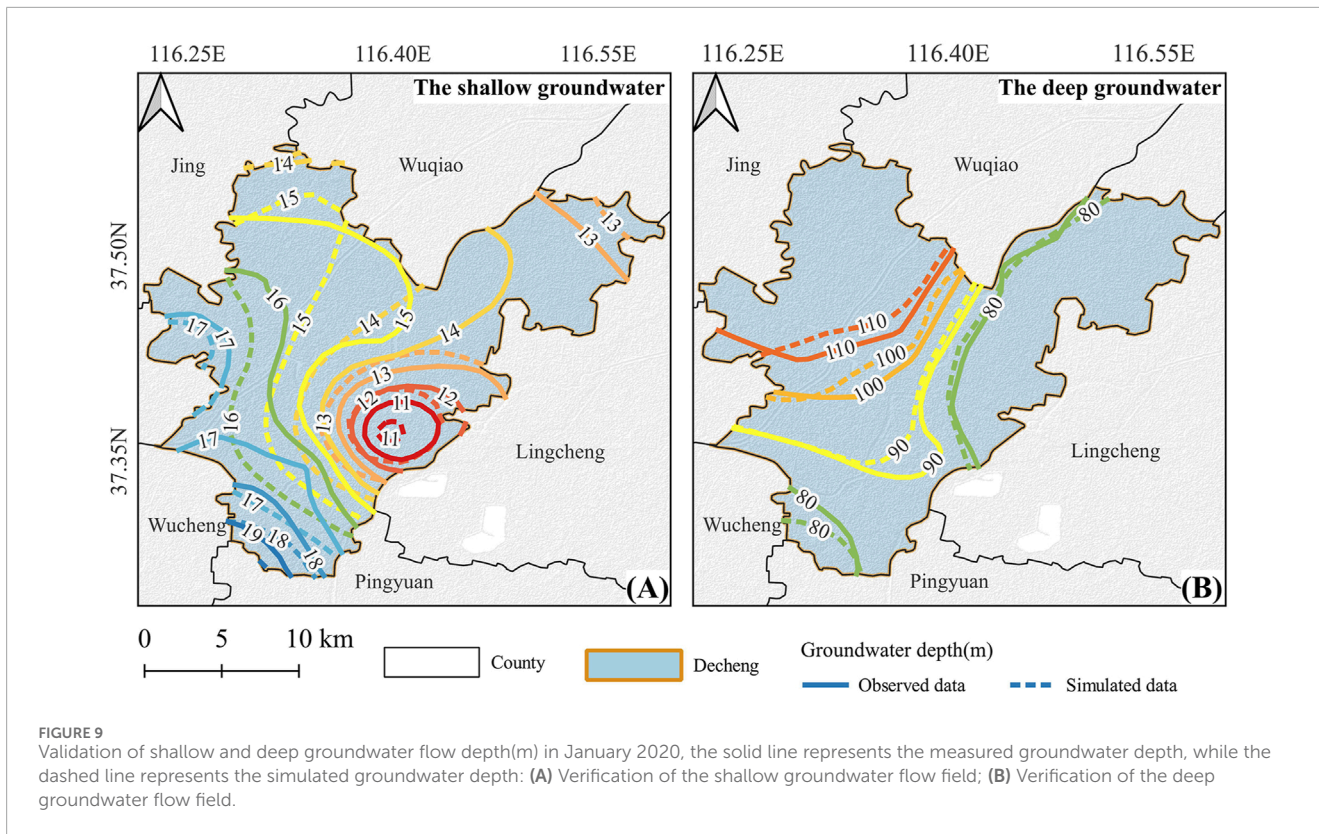 116.25E 116.40E 116.55E 116.25E 116.40E 116.55E
The shallow groundwater
The deep groundwater
37.50N
37.35N
Jing
Wuqiao
Lingcheng
Wucheng
Pingyuan
14
15
13
13
16
15
14
15
14
17
17
13
12
11
12
11
13
16
17
17
18
19
18
(A)
Jing
Wuqiao
Lingcheng
Wucheng
Pingyuan
80
110
110
100
100
80
90
90
80
80
(B)
0 5 10 km
County
Decheng
Groundwater depth(m)
Observed data
Simulated data
FIGURE 9
Validation of shallow and deep groundwater flow depth(m) in January 2020, the solid line represents the measured groundwater depth, while the
dashed line represents the simulated groundwater depth: (A) Verification of the shallow groundwater flow field; (B) Verification of the deep
groundwater flow field.